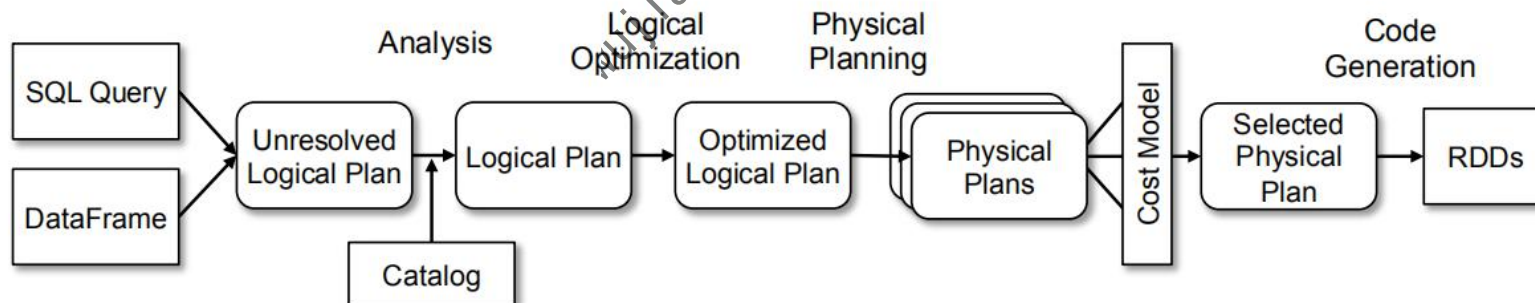 Analysis
Logical
Optimization
Physical
Planning
Code
Generation
SQL Query
DataFrame
Unresolved
Logical Plan
Catalog
Logical Plan
Optimized
Logical Plan
Physical
Plans
Cost Model
Selected
Physical
Plan
RDDs